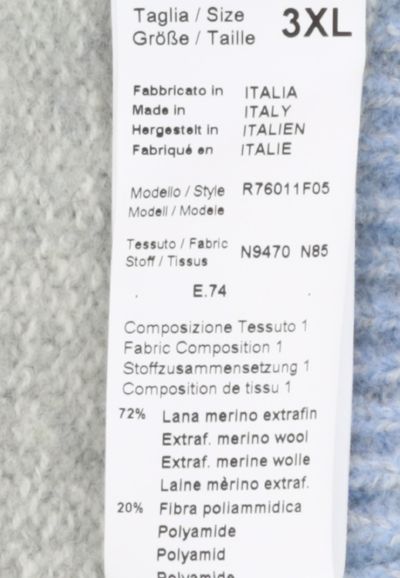 Taglia / Size 3XL
Größe / Taille
Fabbricato in ITALIA
Made in ITALY
Hergestelt in ITALIEN
Fabriqué en ITALIE
Modello / Style R76011F05
Modell / Modèle
Tessuto / Fabric N9470 N85
Stoff / Tissus
E.74
Composizione Tessuto 1
Fabric Composition 1
Stoffzusammensetzung 1
Composition de tissu 1
72% Lana merino extrafin
Extraf. merino wool
Extraf. merine wolle
Laine mèrino extraf.
20% Fibra poliammidica
Polyamide
Polyamid
Polyamide